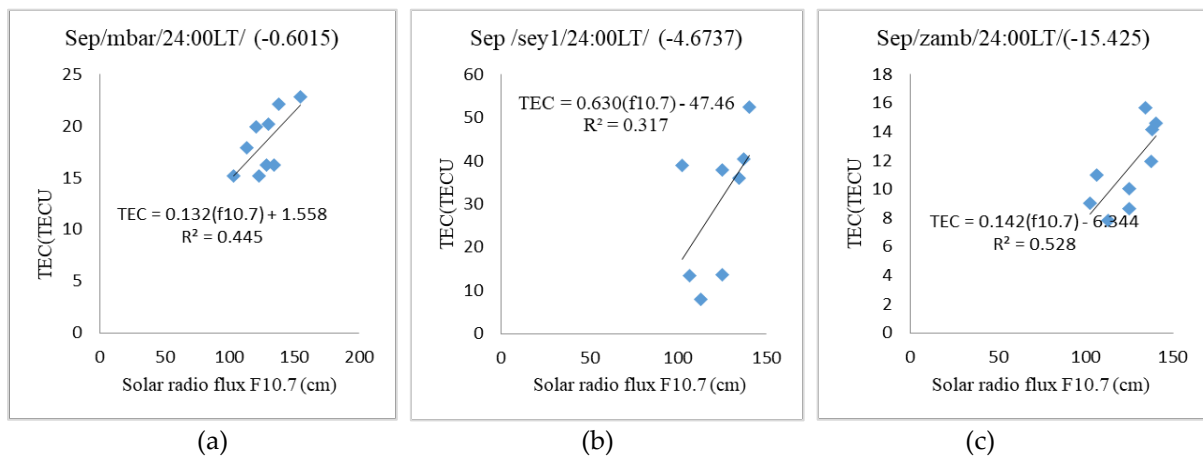 Sep/mbar/24:00LT/ (-0.6015)
25
20
15
10
5
0
TEC(TECU
TEC = 0.132(f10.7) + 1.558
R² = 0.445
0 50 100 150 200
Solar radio flux F10.7 (cm)
(a)
Sep /sey1/24:00LT/ (-4.6737)
60
50
40
30
20
10
0
TEC(TECU
TEC = 0.630(f10.7) - 47.46
R² = 0.317
0 50 100 150
Solar radio flux F10.7 (cm)
(b)
Sep/zamb/24:00LT/(-15.425)
18
16
14
12
10
8
6
4
2
0
TEC(TECU
TEC = 0.142(f10.7) - 6.344
R² = 0.528
0 50 100 150
Solar radio flux F10.7 (cm)
(c)